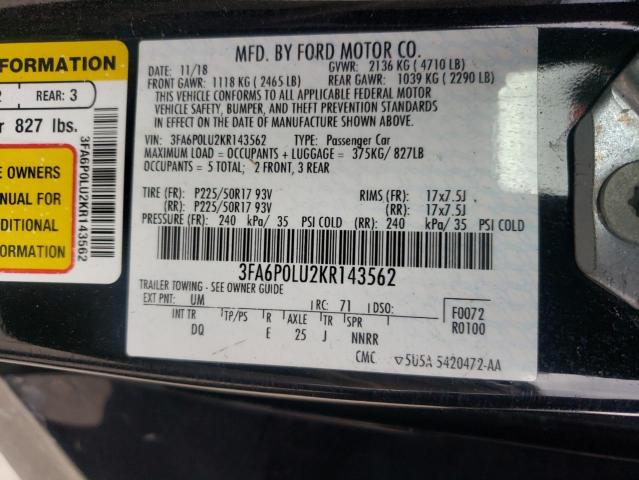 FORMATION
2 REAR: 3
r 827 lbs.
3FA6P0LU2KR143562
E OWNERS
ANUAL FOR
DDITIONAL
FORMATION
MFD. BY FORD MOTOR CO.
DATE: 11/18 GVWR: 2136 KG (4710 LB)
FRONT GAWR: 1118 KG (2465 LB) REAR GAWR: 1039 KG (2290 LB)
THIS VEHICLE CONFORMS TO ALL APPLICABLE FEDERAL MOTOR
VEHICLE SAFETY, BUMPER, AND THEFT PREVENTION STANDARDS
IN EFFECT ON THE DATE OF MANUFACTURE SHOWN ABOVE.
VIN: 3FA6P0LU2KR143562 TYPE: Passenger Car
MAXIMUM LOAD = OCCUPANTS + LUGGAGE = 375KG/ 827LB
OCCUPANTS = 5 TOTAL; 2 FRONT, 3 REAR
TIRE (FR): P225/50R17 93V RIMS (FR): 17x7.5J
(RR): P225/50R17 93V (RR): 17x7.5J
PRESSURE (FR): 240 kPa/ 35 PSI COLD (RR): 240 kPa/ 35 PSI COLD
3FA6P0LU2KR143562
TRAILER TOWING - SEE OWNER GUIDE
EXT PNT: UM RC: 71 DSO: F0072
INT TR TP/PS R AXLE TR SPR R0100
DQ E 25 J NNRR
CMC ▽5U5A 5420472-AA